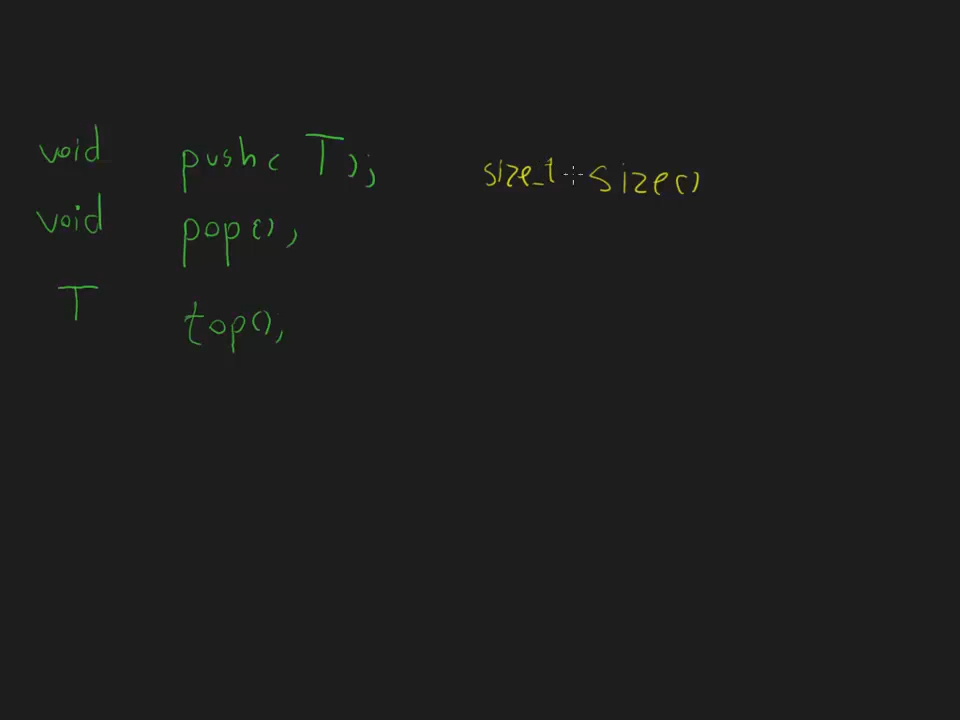 void push( T );
void pop();
T top();
size_t size()